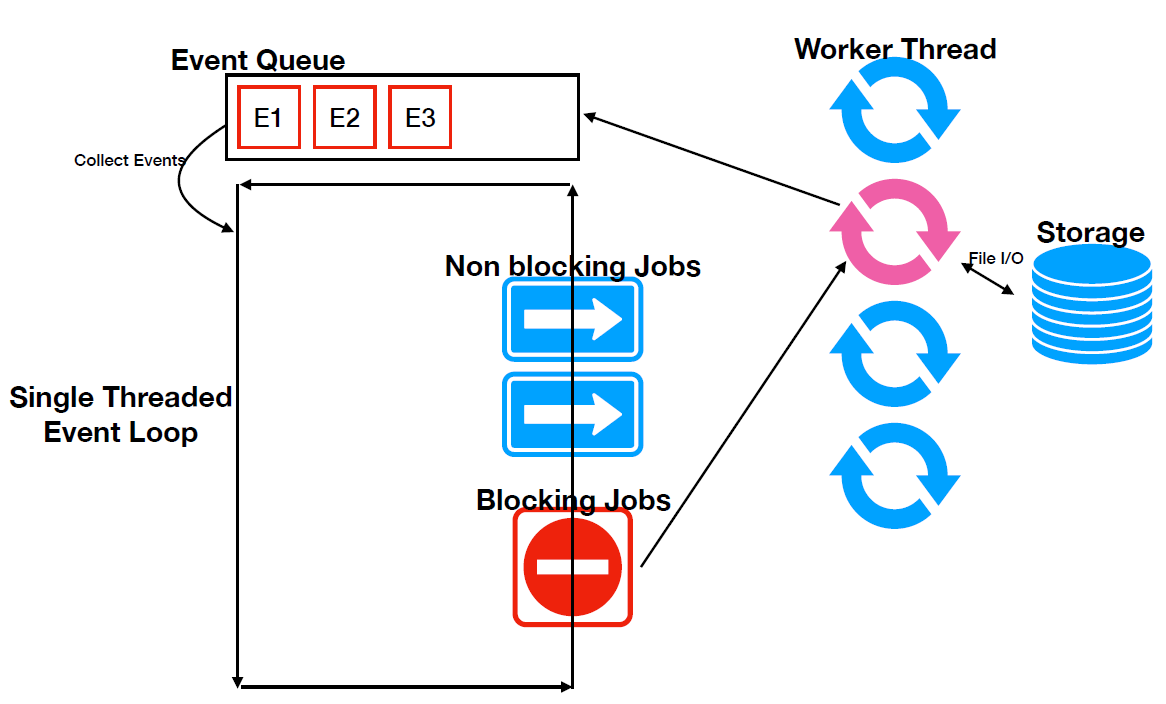 Event Queue
E1
E2
E3
Collect Events
Worker Thread
Storage
File I/O
Non blocking Jobs
Single Threaded
Event Loop
Blocking Jobs